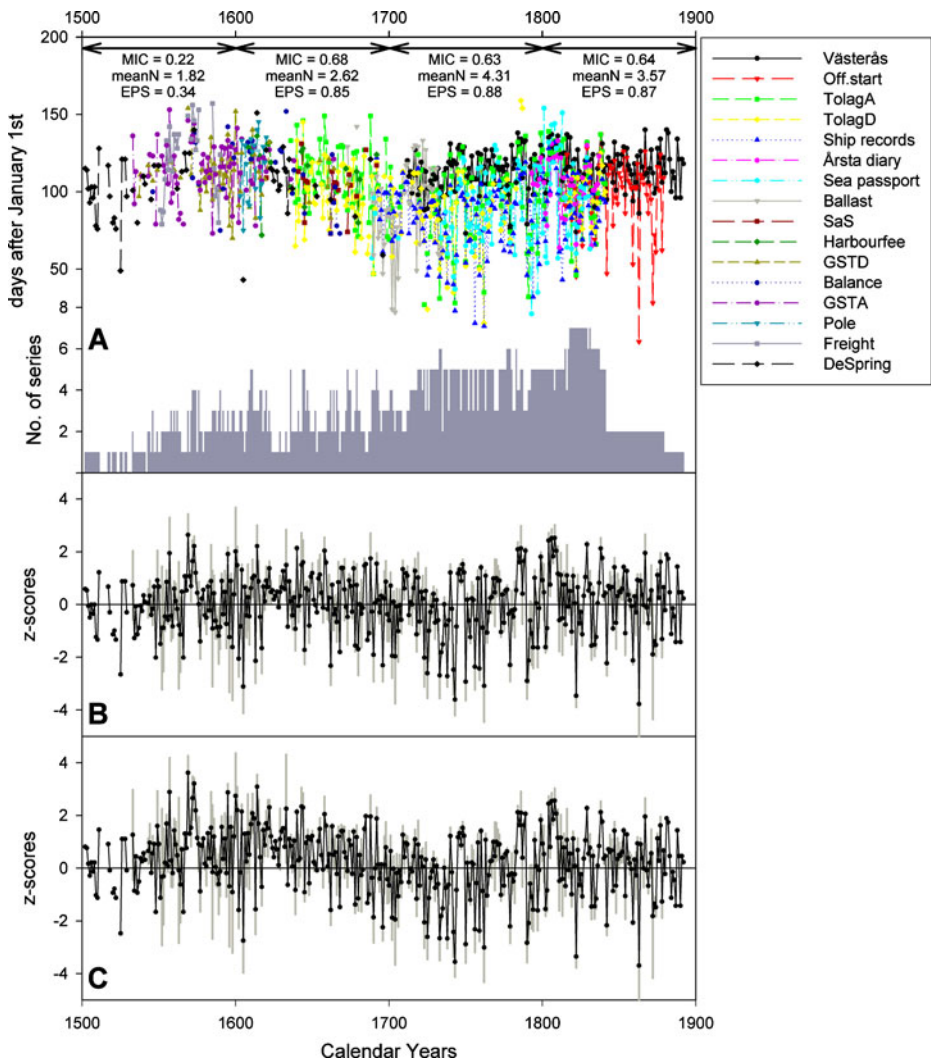 1500 1600 1700 1800 1900
200
MIC = 0.22 MIC = 0.68 MIC = 0.63 MIC = 0.64
meanN = 1.82 meanN = 2.62 meanN = 4.31 meanN = 3.57
EPS = 0.34 EPS = 0.85 EPS = 0.88 EPS = 0.87
150
100
50
days after January 1st
A
8
6
4
2
No. of series
Västerås
Off.start
TolagA
TolagD
Ship records
Årsta diary
Sea passport
Ballast
SaS
Harbourfee
GSTD
Balance
GSTA
Pole
Freight
DeSpring
4
2
0
-2
-4
z-scores
B
4
2
0
-2
-4
z-scores
C
1500 1600 1700 1800 1900
Calendar Years